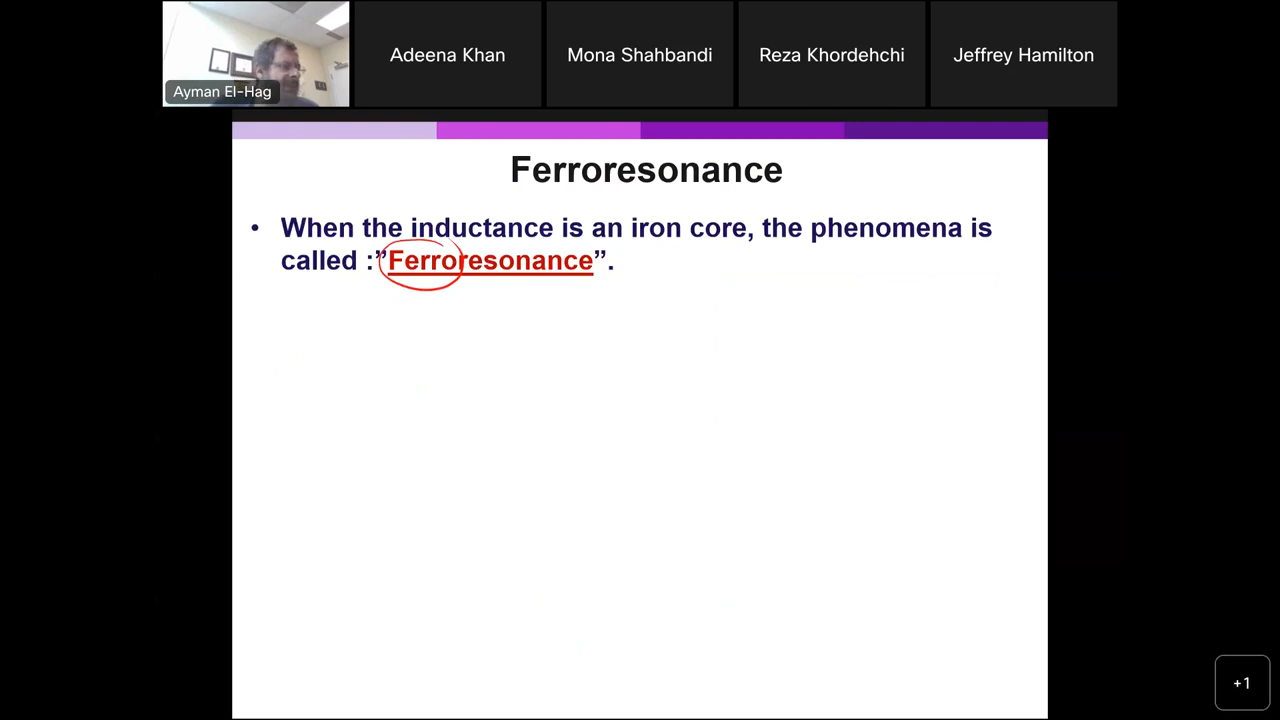 Adeena Khan
Mona Shahbandi
Reza Khordehchi
Jeffrey Hamilton
Ayman El-Hag
Ferroresonance
• When the inductance is an iron core, the phenomena is
called :”Ferroresonance”.
+1